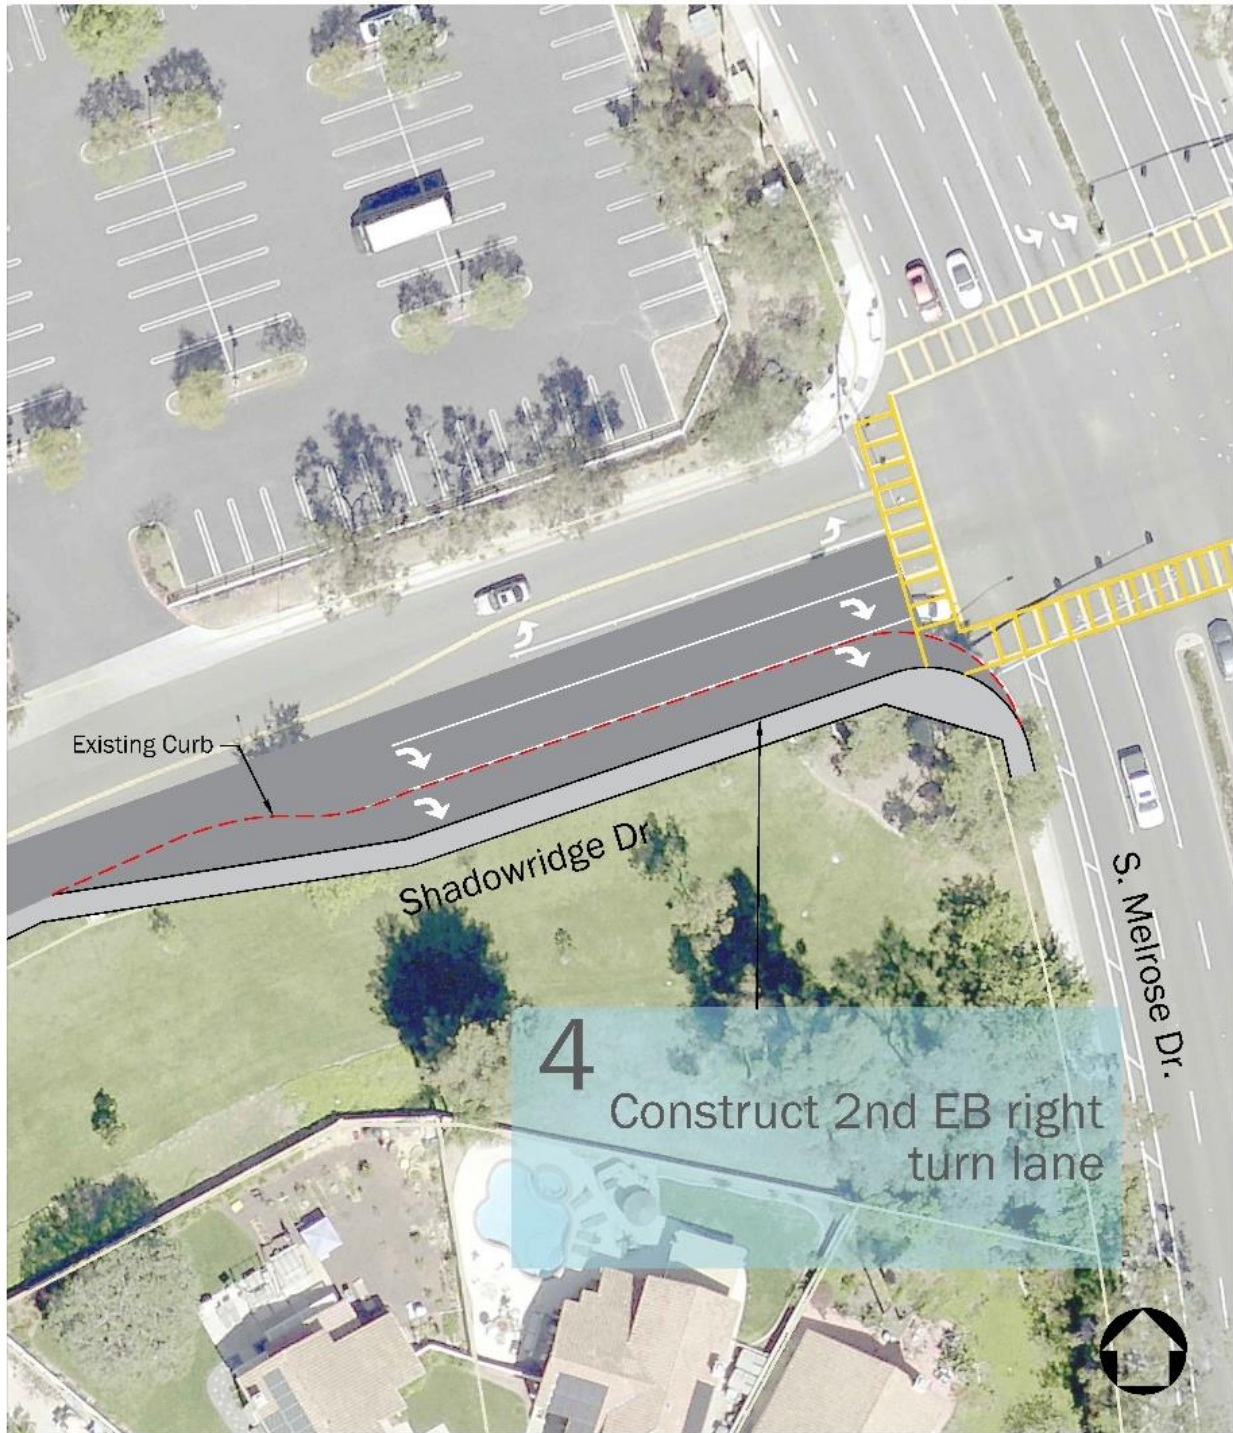 Existing Curb
Shadowridge Dr
S. Melrose Dr.
4
Construct 2nd EB right
turn lane